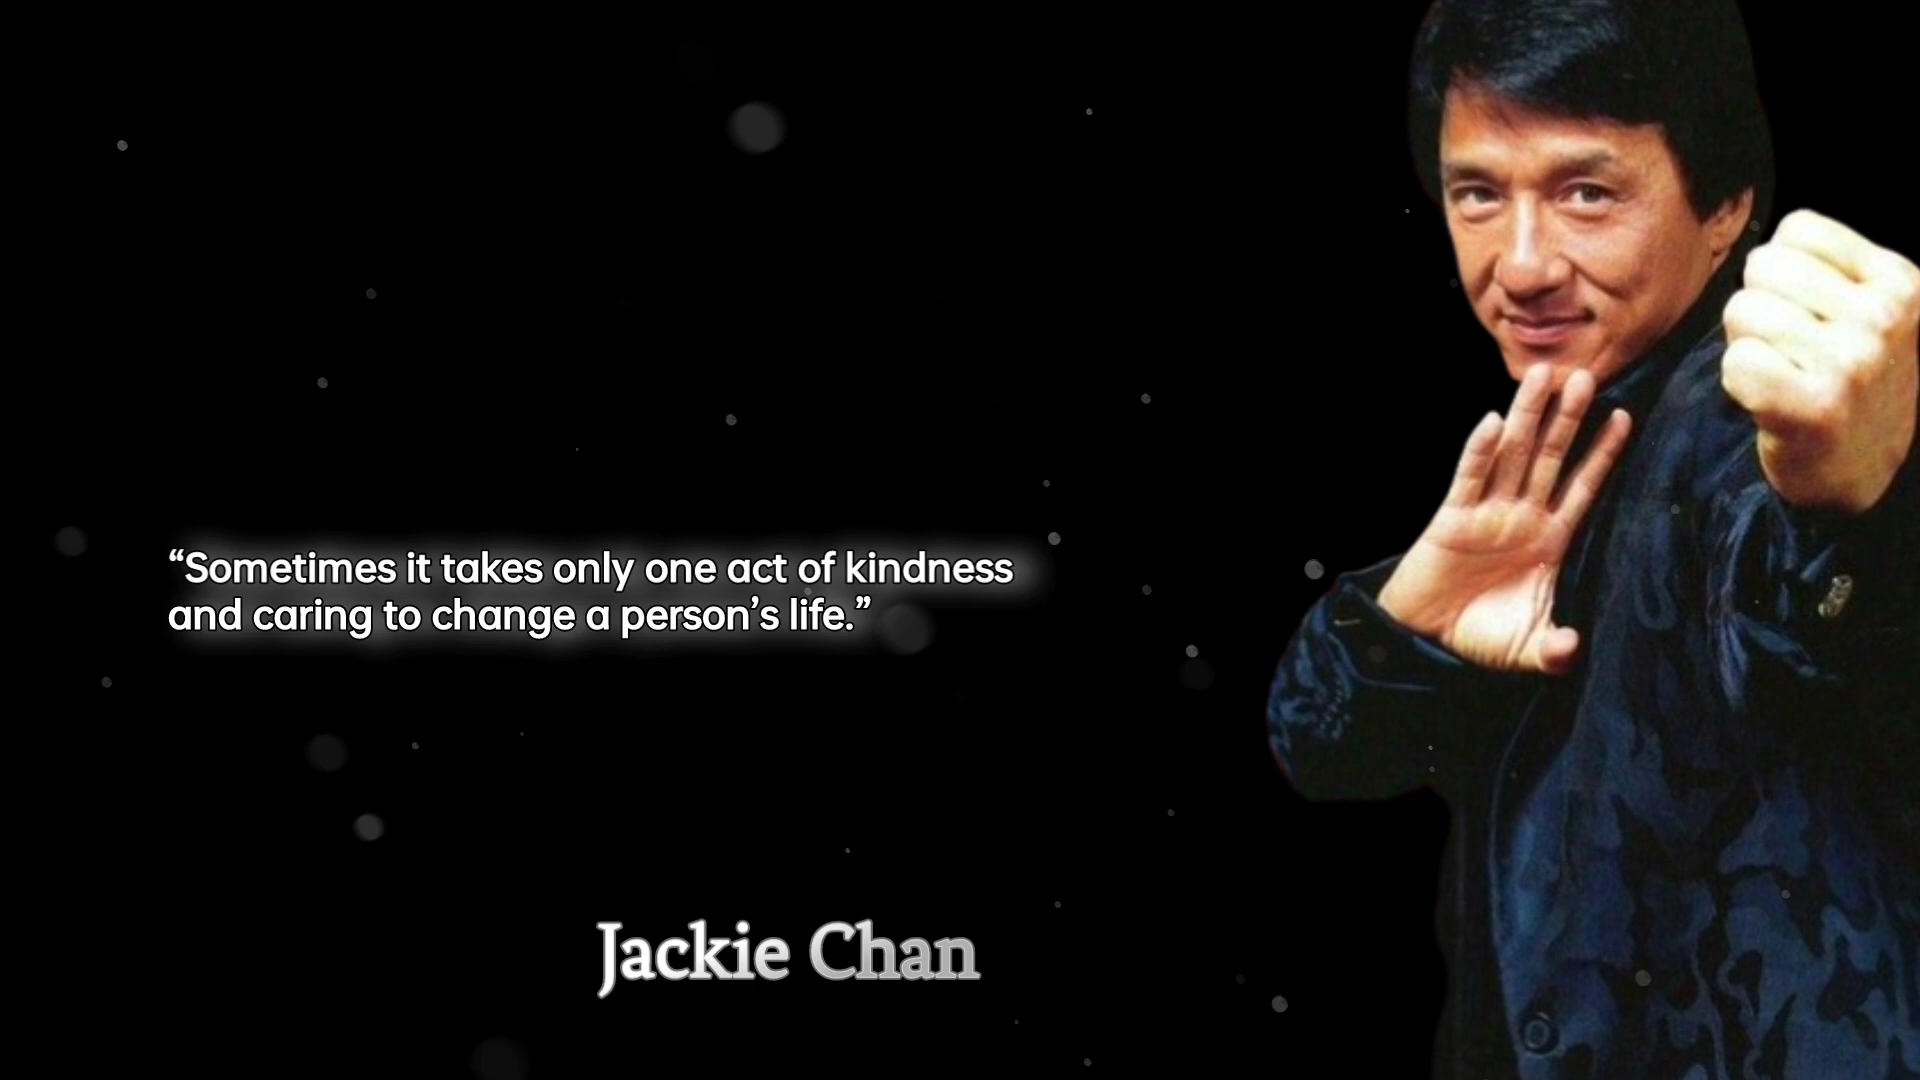 “Sometimes it takes only one act of kindness
and caring to change a person’s life.”
Jackie Chan